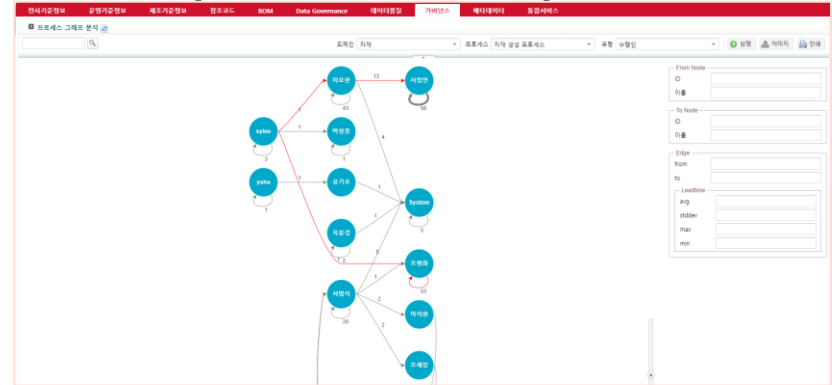 전사기준정보 운영기준정보 제조기준정보 참조코드 BOM Data Governance 데이터품질 거버넌스 메타데이터 통합서비스
프로세스 그래프 분석
도메인 자재 프로세스 자재 생성 프로세스 유형 수행인 실행 이미지 인쇄
From Node
ID
이름
To Node
ID
이름
Edge
from
to
Leadtime
avg
stddev
max
min
13
43
56
1
sylee
1
1
4
3
ysha
1
1
1
System
1
5
1 2
5
1
53
2
28
2